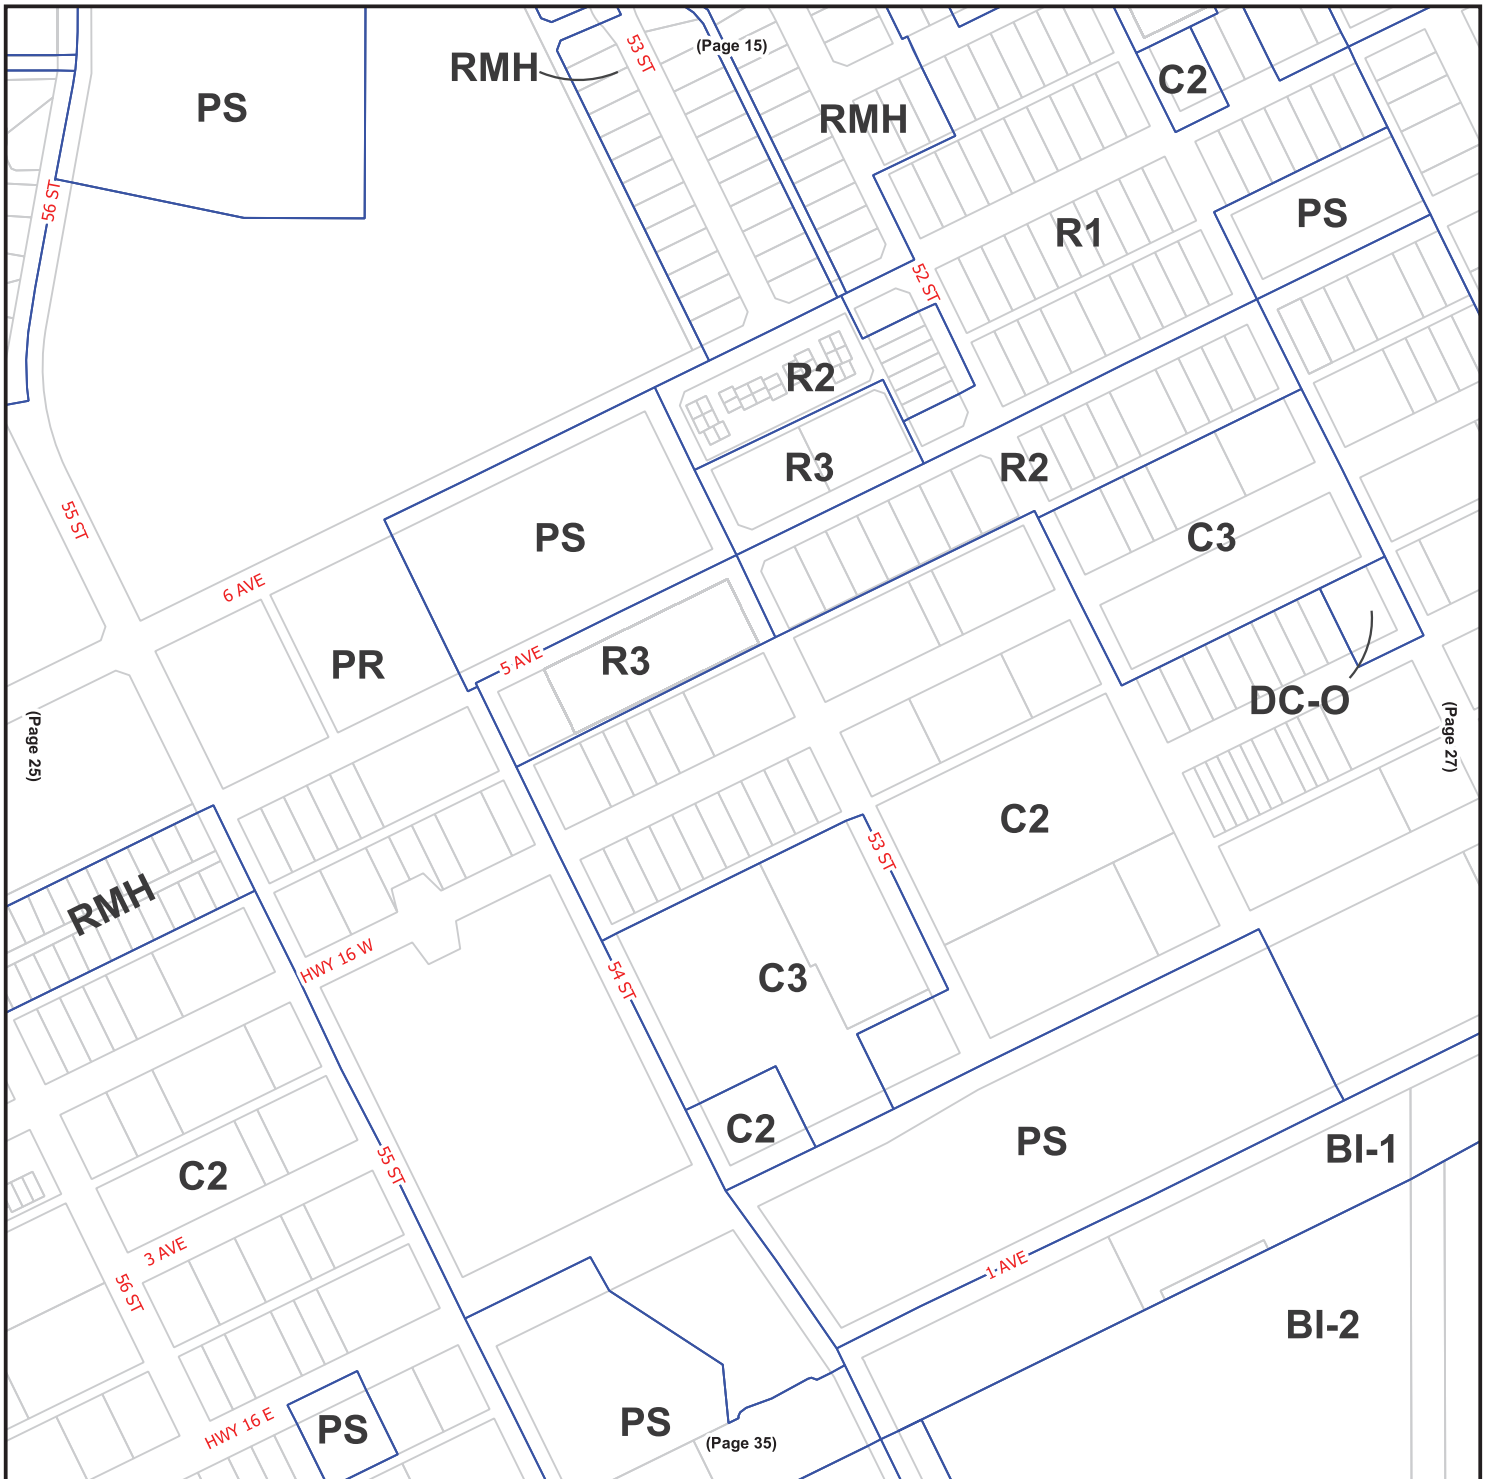 53 ST
(Page 15)
RMH
C2
PS
RMH
56 ST
PS
R1
52 ST
R2
R3
R2
55 ST
PS
C3
6 AVE
5 AVE
R3
PR
DC-O
(Page 25)
(Page 27)
C2
53 ST
RMH
HWY 16 W
C3
54 ST
C2
PS
BI-1
55 ST
C2
3 AVE
1 AVE
56 ST
BI-2
HWY 16 E
PS
PS
(Page 35)